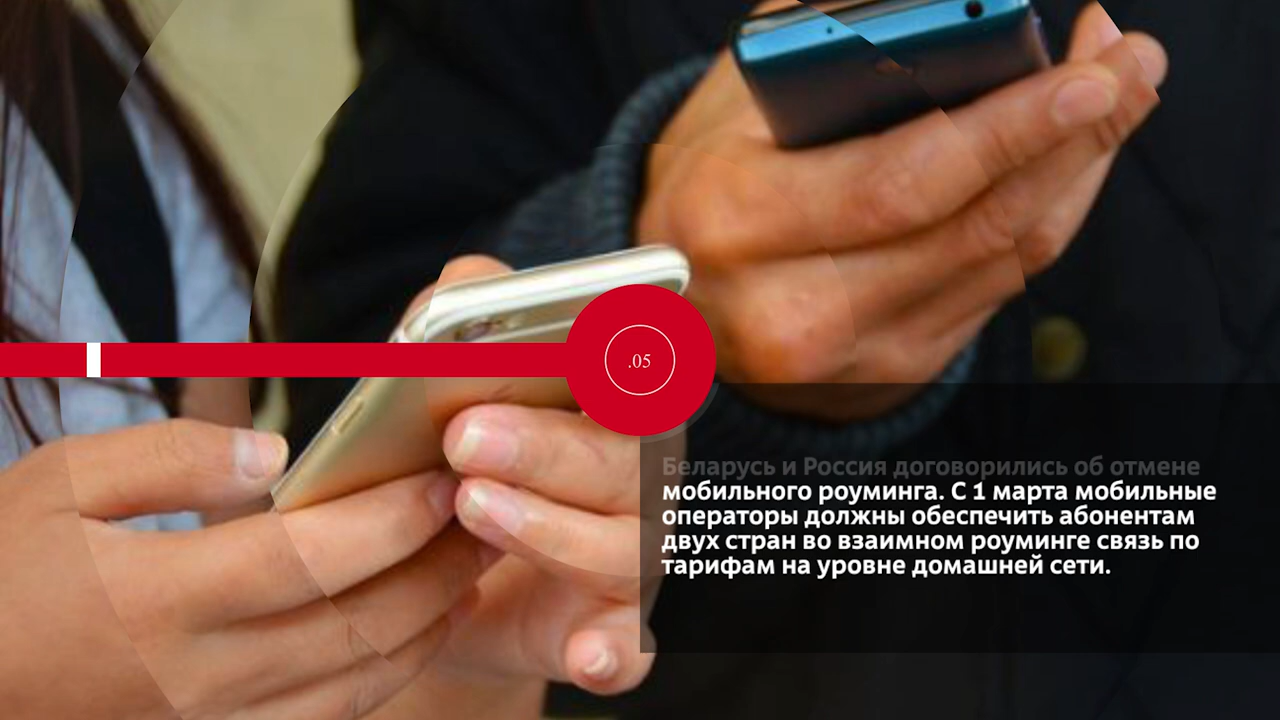 .05
Беларусь и Россия договорились об отмене
мобильного роуминга. С 1 марта мобильные
операторы должны обеспечить абонентам
двух стран во взаимном роуминге связь по
тарифам на уровне домашней сети.